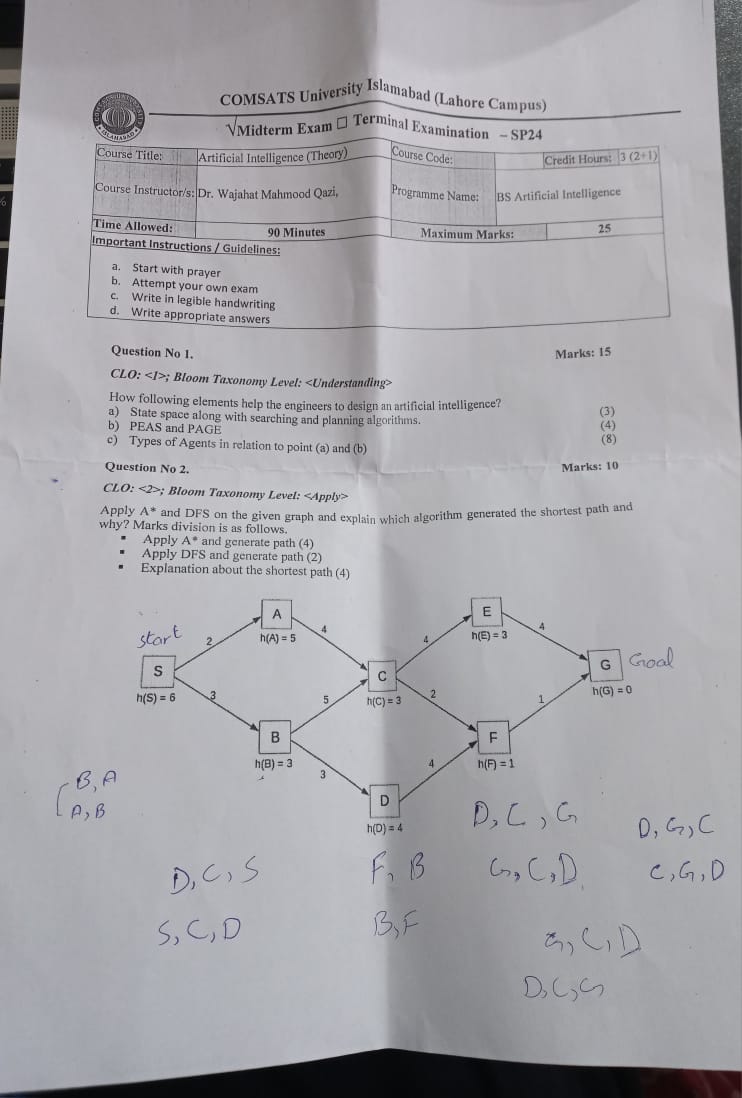 COMSATS University Islamabad (Lahore Campus)
√Midterm Exam ☐ Terminal Examination – SP24
Course Title: Artificial Intelligence (Theory) Course Code: Credit Hours: 3 (2+1)
Course Instructor/s: Dr. Wajahat Mahmood Qazi, Programme Name: BS Artificial Intelligence
Time Allowed: 90 Minutes Maximum Marks: 25
Important Instructions / Guidelines:
a. Start with prayer
b. Attempt your own exam
c. Write in legible handwriting
d. Write appropriate answers
Question No 1. Marks: 15
CLO: <1>; Bloom Taxonomy Level: <Understanding>
How following elements help the engineers to design an artificial intelligence?
a) State space along with searching and planning algorithms. (3)
b) PEAS and PAGE (4)
c) Types of Agents in relation to point (a) and (b) (8)
Question No 2. Marks: 10
CLO: <2>; Bloom Taxonomy Level: <Apply>
Apply A* and DFS on the given graph and explain which algorithm generated the shortest path and
why? Marks division is as follows.
▪ Apply A* and generate path (4)
▪ Apply DFS and generate path (2)
▪ Explanation about the shortest path (4)
A E
start 2 h(A) = 5 4 4 h(E) = 3 4
S C G Goal
h(S) = 6 3 5 h(C) = 3 2 1 h(G) = 0
B F
h(B) = 3 3 4 h(F) = 1
D
h(D) = 4
B, A
A, B
D, C, G D, G, C
D, C, S F, B G, C, D C, G, D
S, C, D B, F G, C, D
D, C, G